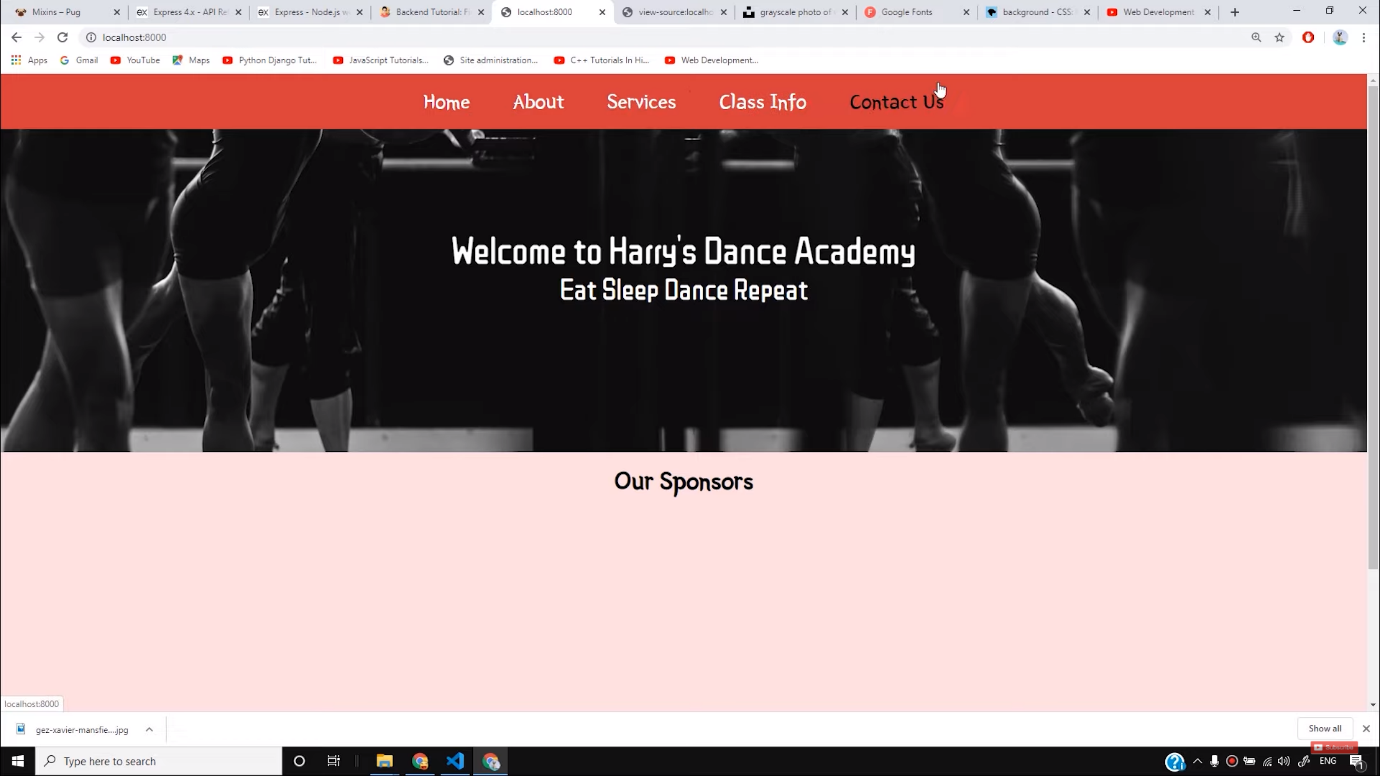 Mixins – Pug
Express 4.x - API Re
Express - Node.js w
Backend Tutorial: F
localhost:8000
view-source:localho
grayscale photo of
Google Fonts
background - CSS:
Web Development
localhost:8000
Apps
Gmail
YouTube
Maps
Python Django Tut...
JavaScript Tutorials...
Site administration...
C++ Tutorials In Hi...
Web Development...
Home
About
Services
Class Info
Contact Us
Welcome to Harry's Dance Academy
Eat Sleep Dance Repeat
Our Sponsors
localhost:8000
gez-xavier-mansfie....jpg
Show all
Subscribe
Type here to search
ENG